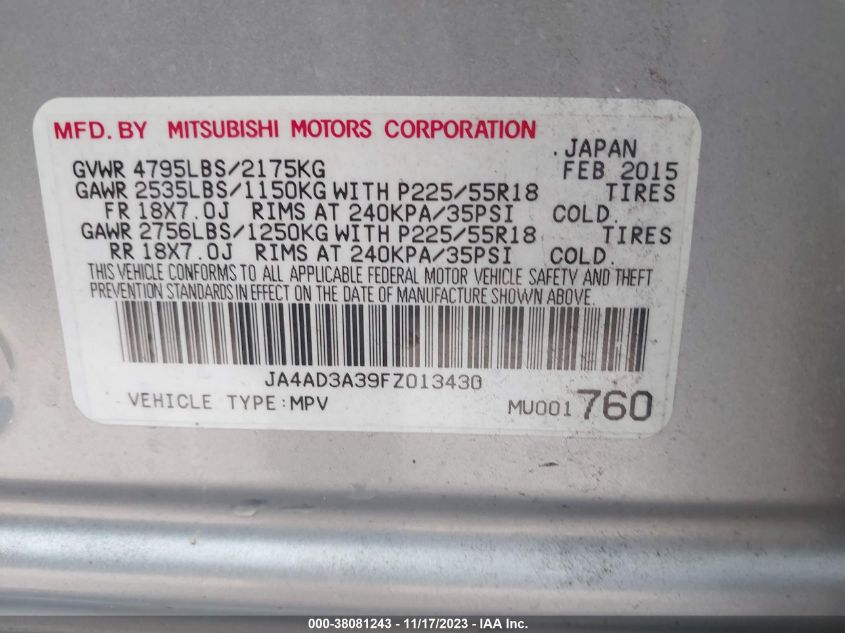 MFD. BY MITSUBISHI MOTORS CORPORATION
.JAPAN
GVWR 4795LBS/2175KG FEB 2015
GAWR 2535LBS/1150KG WITH P225/55R18 TIRES
FR 18X7.0J RIMS AT 240KPA/35PSI COLD.
GAWR 2756LBS/1250KG WITH P225/55R18 TIRES
RR 18X7.0J RIMS AT 240KPA/35PSI COLD.
THIS VEHICLE CONFORMS TO ALL APPLICABLE FEDERAL MOTOR VEHICLE SAFETY AND THEFT
PREVENTION STANDARDS IN EFFECT ON THE DATE OF MANUFACTURE SHOWN ABOVE.
JA4AD3A39FZ013430
VEHICLE TYPE:MPV MU001760
000-38081243 - 11/17/2023 - IAA Inc.